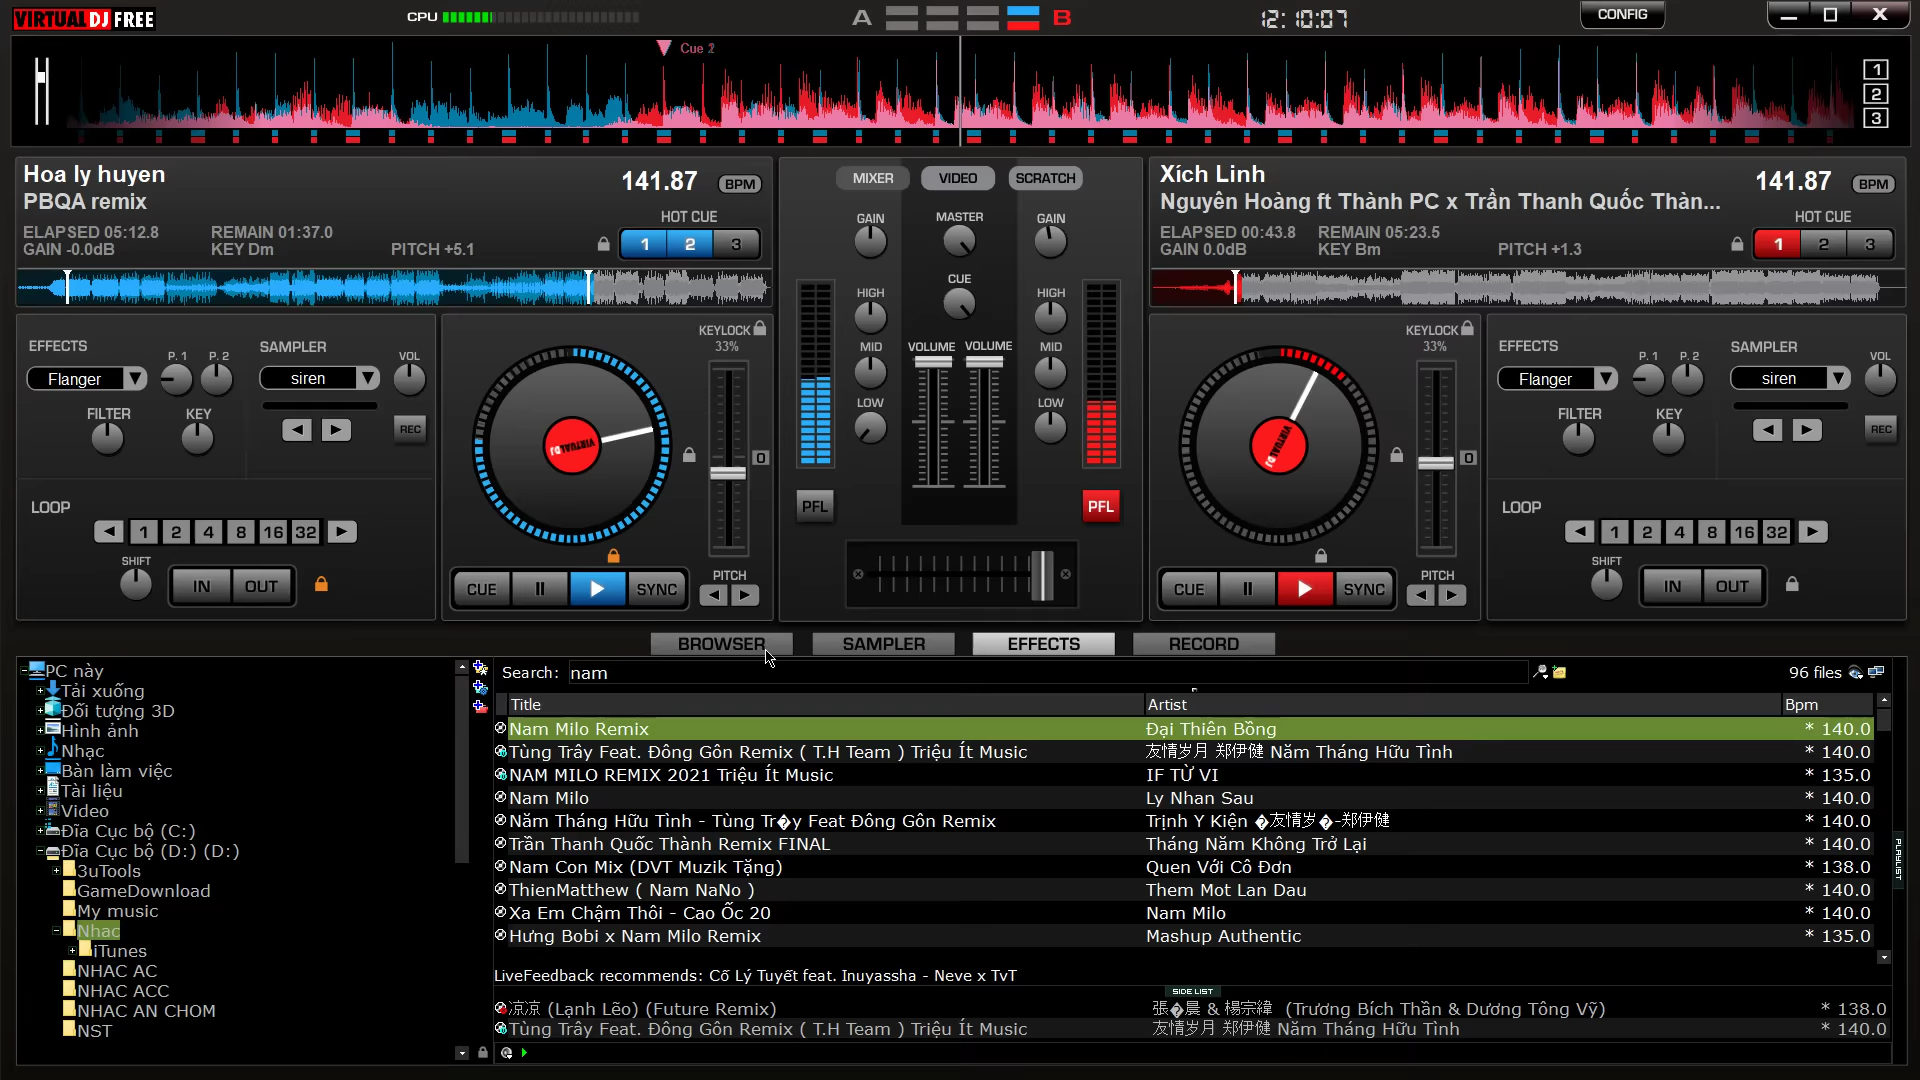 VIRTUAL DJ FREE
CPU
A
B
12:10:07
CONFIG
Cue 2
1
2
3
Hoa ly huyen
PBQA remix
141.87 BPM
HOT CUE
ELAPSED 05:12.8 REMAIN 01:37.0
GAIN -0.0dB KEY Dm PITCH +5.1
1 2 3
MIXER VIDEO SCRATCH
Xích Linh
Nguyên Hoàng ft Thành PC x Trần Thanh Quốc Thàn...
141.87 BPM
HOT CUE
ELAPSED 00:43.8 REMAIN 05:23.5
GAIN 0.0dB KEY Bm PITCH +1.3
1 2 3
GAIN MASTER GAIN
CUE
HIGH HIGH
MID MID
LOW LOW
VOLUME VOLUME
PFL PFL
EFFECTS P. 1 P. 2 SAMPLER VOL
Flanger siren
FILTER KEY REC
LOOP
1 2 4 8 16 32
SHIFT IN OUT
KEYLOCK
33%
VIRTUAL DJ
0
CUE SYNC PITCH
KEYLOCK
33%
VIRTUAL DJ
0
CUE SYNC PITCH
EFFECTS P. 1 P. 2 SAMPLER VOL
Flanger siren
FILTER KEY REC
LOOP
1 2 4 8 16 32
SHIFT IN OUT
BROWSER SAMPLER EFFECTS RECORD
PC này
Tải xuống
Đối tượng 3D
Hình ảnh
Nhạc
Bàn làm việc
Tài liệu
Video
Đĩa Cục bộ (C:)
Đĩa Cục bộ (D:) (D:)
3uTools
GameDownload
My music
Nhac
iTunes
NHAC AC
NHAC ACC
NHAC AN CHOM
NST
Search: nam 96 files
Title Artist Bpm
Nam Milo Remix Đại Thiên Bồng * 140.0
Tùng Trây Feat. Đông Gôn Remix ( T.H Team ) Triệu Ít Music 友情岁月 郑伊健 Năm Tháng Hữu Tình * 140.0
NAM MILO REMIX 2021 Triệu Ít Music IF TỪ VI * 135.0
Nam Milo Ly Nhan Sau * 140.0
Năm Tháng Hữu Tình - Tùng Tr�y Feat Đông Gôn Remix Trịnh Y Kiện �友情岁�-郑伊健 * 140.0
Trần Thanh Quốc Thành Remix FINAL Tháng Năm Không Trở Lại * 140.0
Nam Con Mix (DVT Muzik Tặng) Quen Với Cô Đơn * 138.0
ThienMatthew ( Nam NaNo ) Them Mot Lan Dau * 140.0
Xa Em Chậm Thôi - Cao Ốc 20 Nam Milo * 140.0
Hưng Bobi x Nam Milo Remix Mashup Authentic * 135.0
PLAYLIST
LiveFeedback recommends: Cố Lý Tuyết feat. Inuyassha - Neve x TvT
SIDE LIST
凉凉 (Lạnh Lẽo) (Future Remix) 張�晨 & 楊宗緯 (Trương Bích Thần & Dương Tông Vỹ) * 138.0
Tùng Trây Feat. Đông Gôn Remix ( T.H Team ) Triệu Ít Music 友情岁月 郑伊健 Năm Tháng Hữu Tình * 140.0